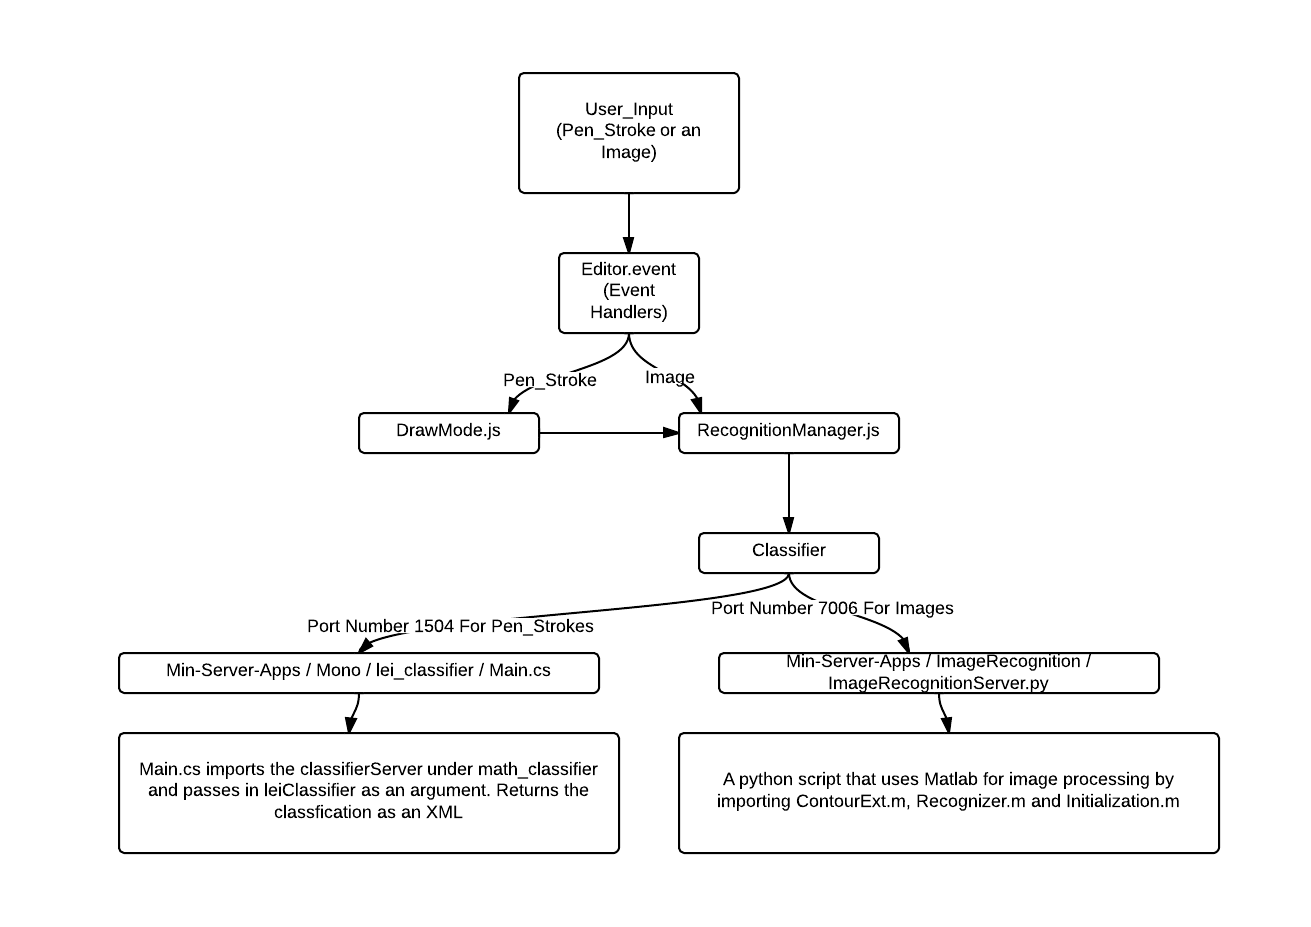 User_Input
(Pen_Stroke or an
Image)
Editor.event
(Event
Handlers)
Pen_Stroke
Image
DrawMode.js
RecognitionManager.js
Classifier
Port Number 7006 For Images
Port Number 1504 For Pen_Strokes
Min-Server-Apps / Mono / lei_classifier / Main.cs
Min-Server-Apps / ImageRecognition /
ImageRecognitionServer.py
Main.cs imports the classifierServer under math_classifier
and passes in leiClassifier as an argument. Returns the
classfication as an XML
A python script that uses Matlab for image processing by
importing ContourExt.m, Recognizer.m and Initialization.m